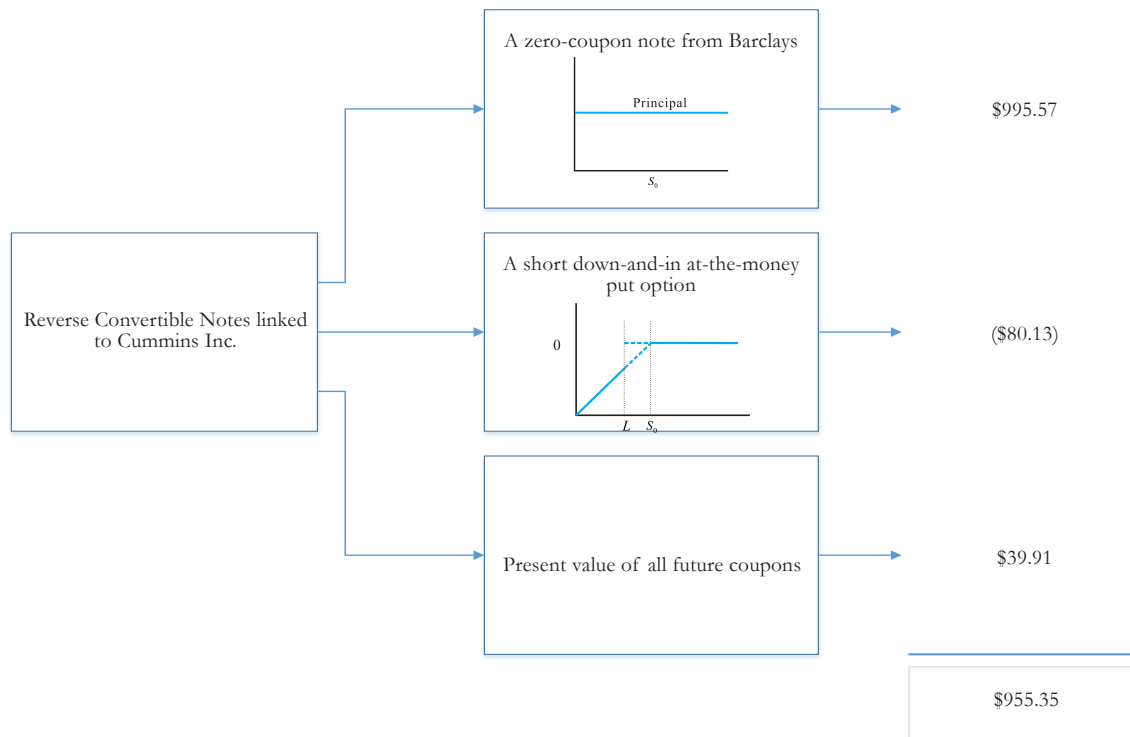 A zero-coupon note from Barclays
Principal
S₀
$995.57
Reverse Convertible Notes linked
to Cummins Inc.
A short down-and-in at-the-money
put option
0
L S₀
($80.13)
Present value of all future coupons
$39.91
$955.35